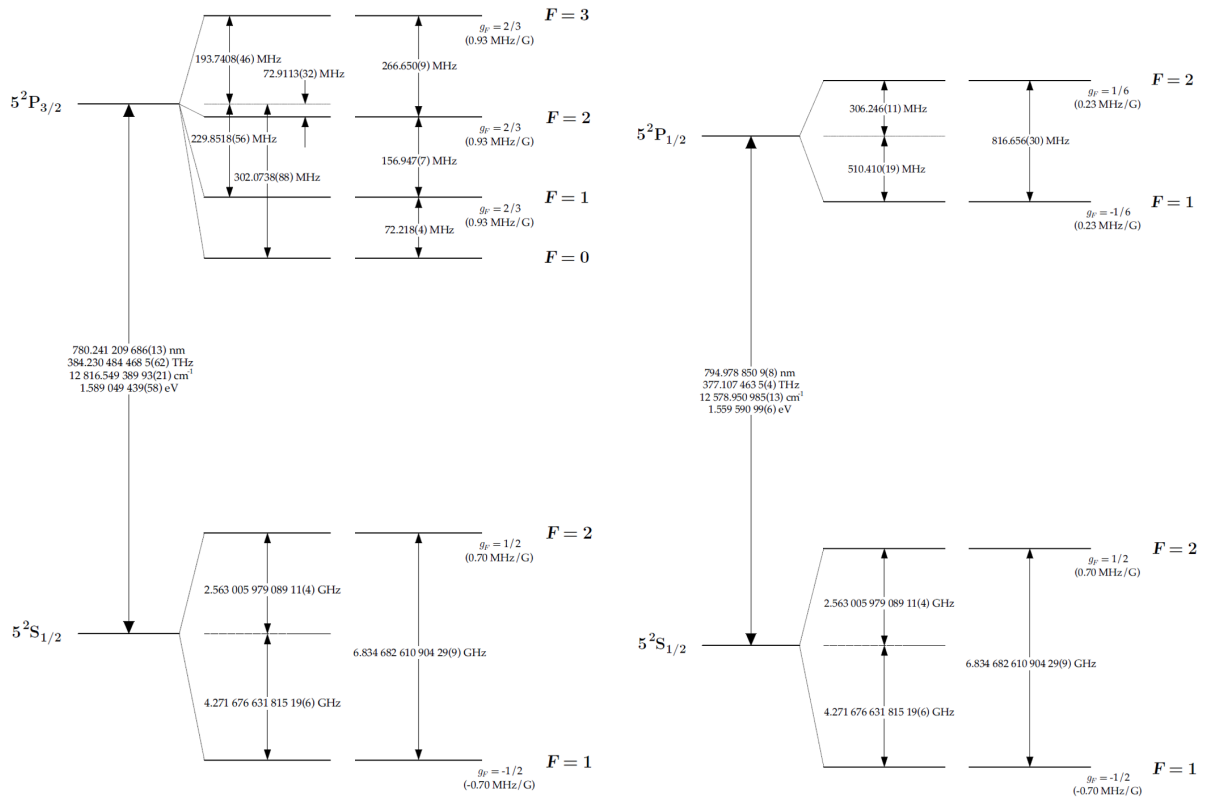 F = 3
g_F = 2/3
(0.93 MHz/G)
193.7408(46) MHz
72.9113(32) MHz
266.650(9) MHz
5²P₃/₂
F = 2
g_F = 2/3
(0.93 MHz/G)
229.8518(56) MHz
156.947(7) MHz
302.0738(88) MHz
F = 1
g_F = 2/3
(0.93 MHz/G)
72.218(4) MHz
F = 0
780.241 209 686(13) nm
384.230 484 468 5(62) THz
12 816.549 389 93(21) cm⁻¹
1.589 049 439(58) eV
F = 2
g_F = 1/2
(0.70 MHz/G)
2.563 005 979 089 11(4) GHz
5²S₁/₂
6.834 682 610 904 29(9) GHz
4.271 676 631 815 19(6) GHz
F = 1
g_F = -1/2
(-0.70 MHz/G)
F = 2
g_F = 1/6
(0.23 MHz/G)
306.246(11) MHz
5²P₁/₂
816.656(30) MHz
510.410(19) MHz
F = 1
g_F = -1/6
(0.23 MHz/G)
794.978 850 9(8) nm
377.107 463 5(4) THz
12 578.950 985(13) cm⁻¹
1.559 590 99(6) eV
F = 2
g_F = 1/2
(0.70 MHz/G)
2.563 005 979 089 11(4) GHz
5²S₁/₂
6.834 682 610 904 29(9) GHz
4.271 676 631 815 19(6) GHz
F = 1
g_F = -1/2
(-0.70 MHz/G)